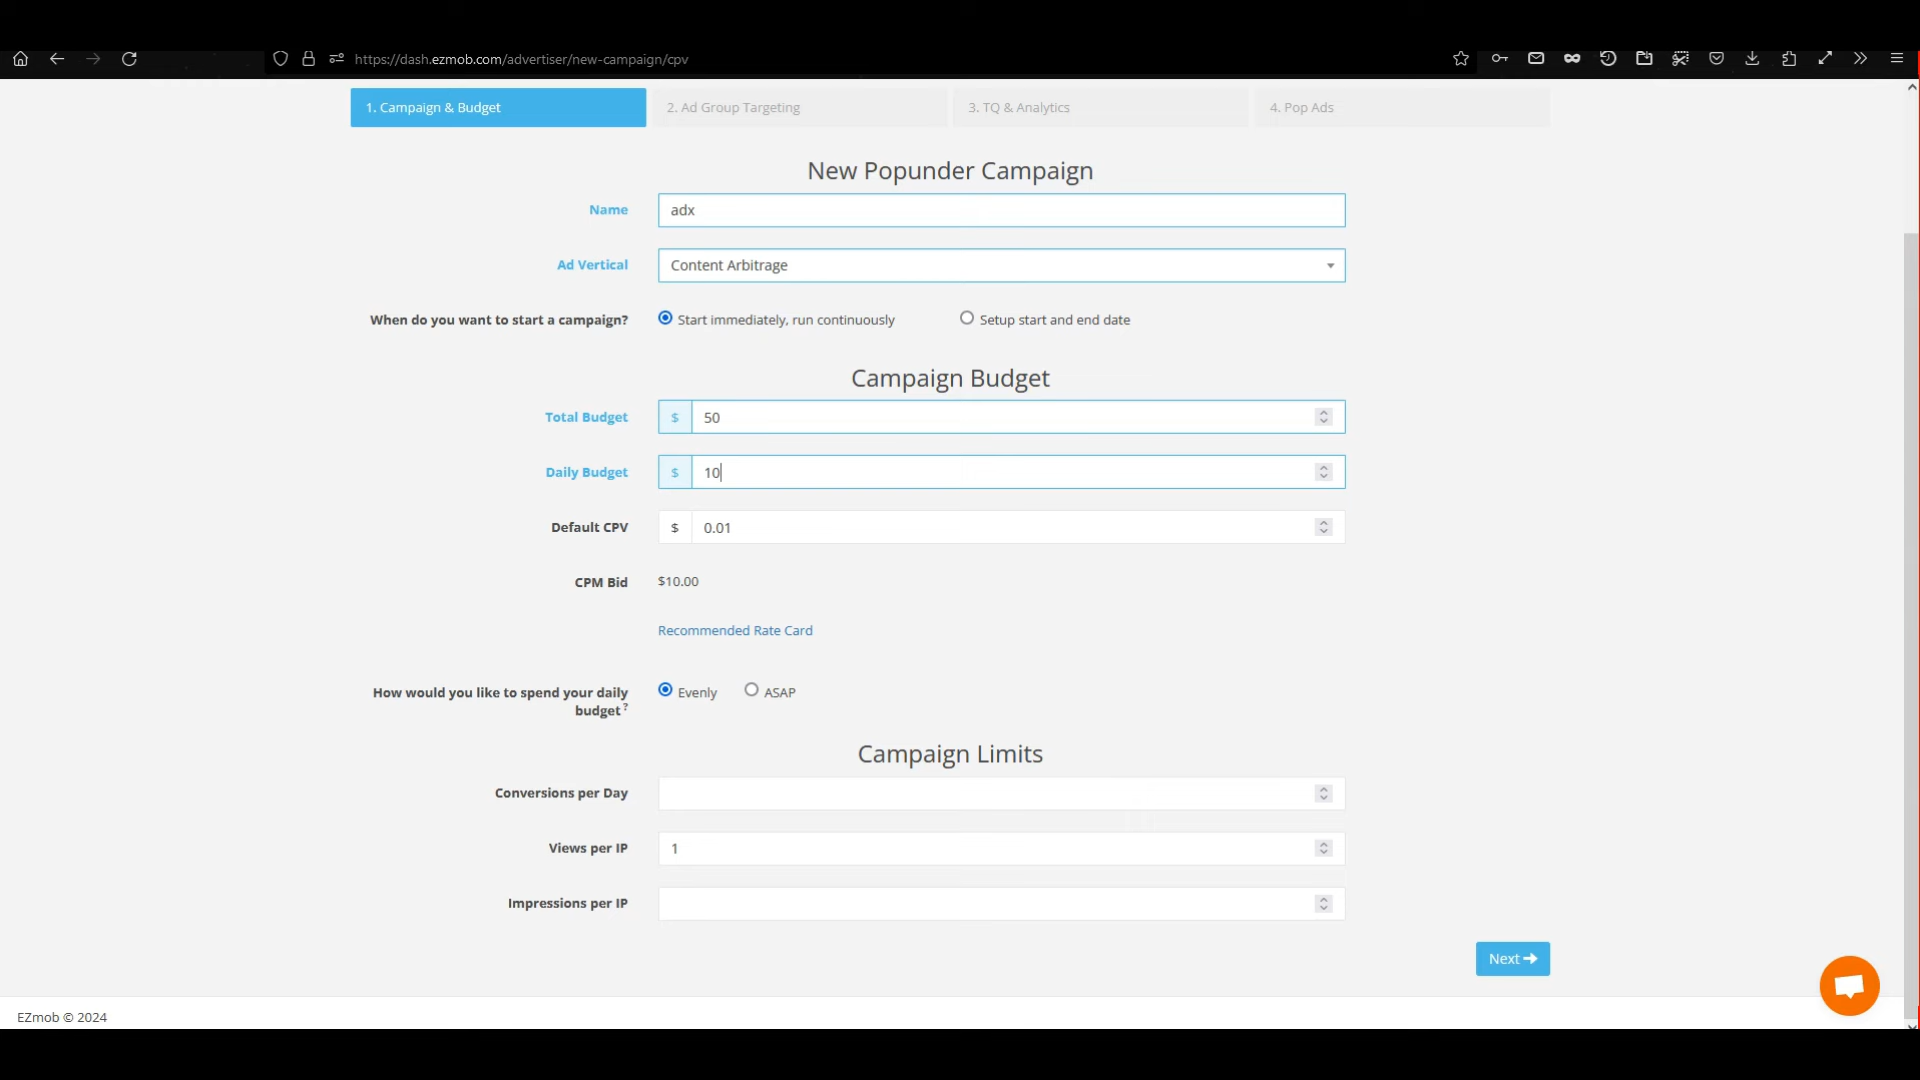 https://dash.ezmob.com/advertiser/new-campaign/cpv
1. Campaign & Budget
2. Ad Group Targeting
3. TQ & Analytics
4. Pop Ads
New Popunder Campaign
Name
adx
Ad Vertical
Content Arbitrage
When do you want to start a campaign?
Start immediately, run continuously
Setup start and end date
Campaign Budget
Total Budget
$ 50
Daily Budget
$ 10
Default CPV
$ 0.01
CPM Bid
$10.00
Recommended Rate Card
How would you like to spend your daily
budget ?
Evenly
ASAP
Campaign Limits
Conversions per Day
Views per IP
1
Impressions per IP
Next
EZmob © 2024